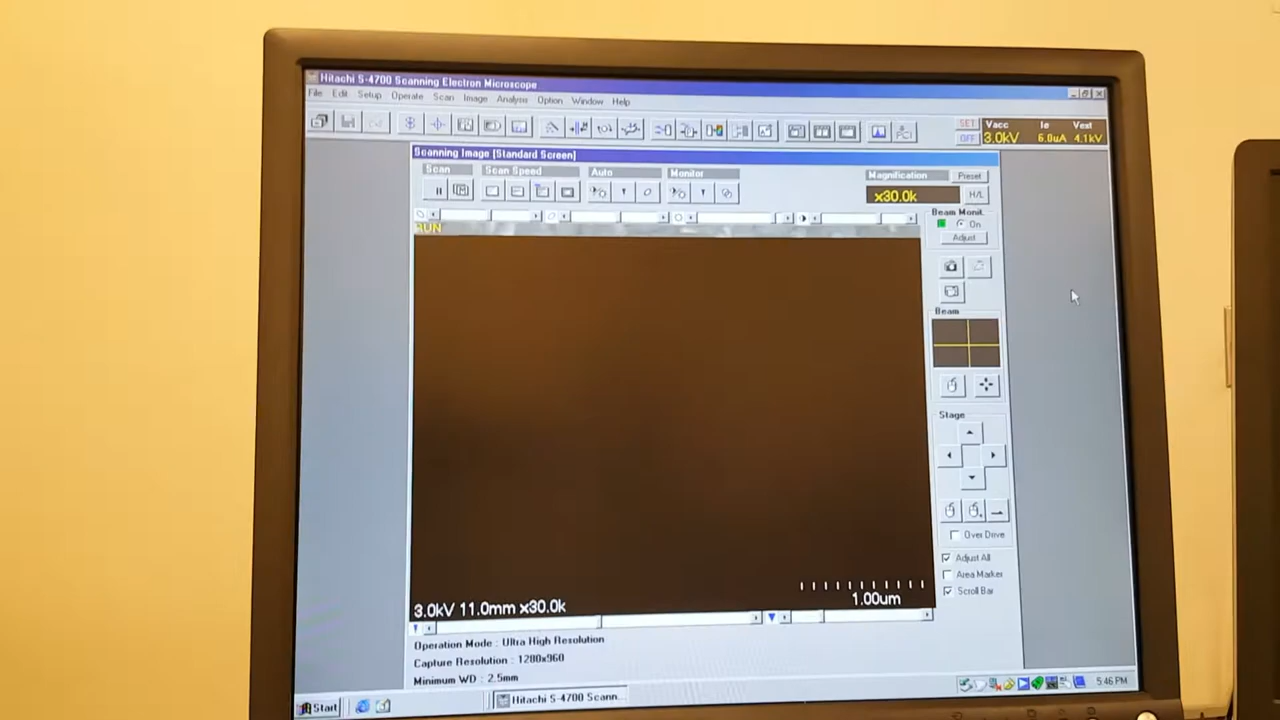 Hitachi S-4700 Scanning Electron Microscope
File Edit Setup Operate Scan Image Analysis Option Window Help
SET Vacc Ie Vext
OFF 3.0kV 6.0uA 4.1kV
Scanning Image [Standard Screen]
Scan Scan Speed Auto Monitor Magnification Preset
x30.0k H/L
Beam Monit.
RUN On
Adjust
Beam
Stage
Over Drive
Adjust All
Area Marker
Scroll Bar
1.00um
3.0kV 11.0mm x30.0k
Operation Mode : Ultra High Resolution
Capture Resolution : 1280x960
Minimum WD : 2.5mm
Start Hitachi S-4700 Scann... 5:46 PM